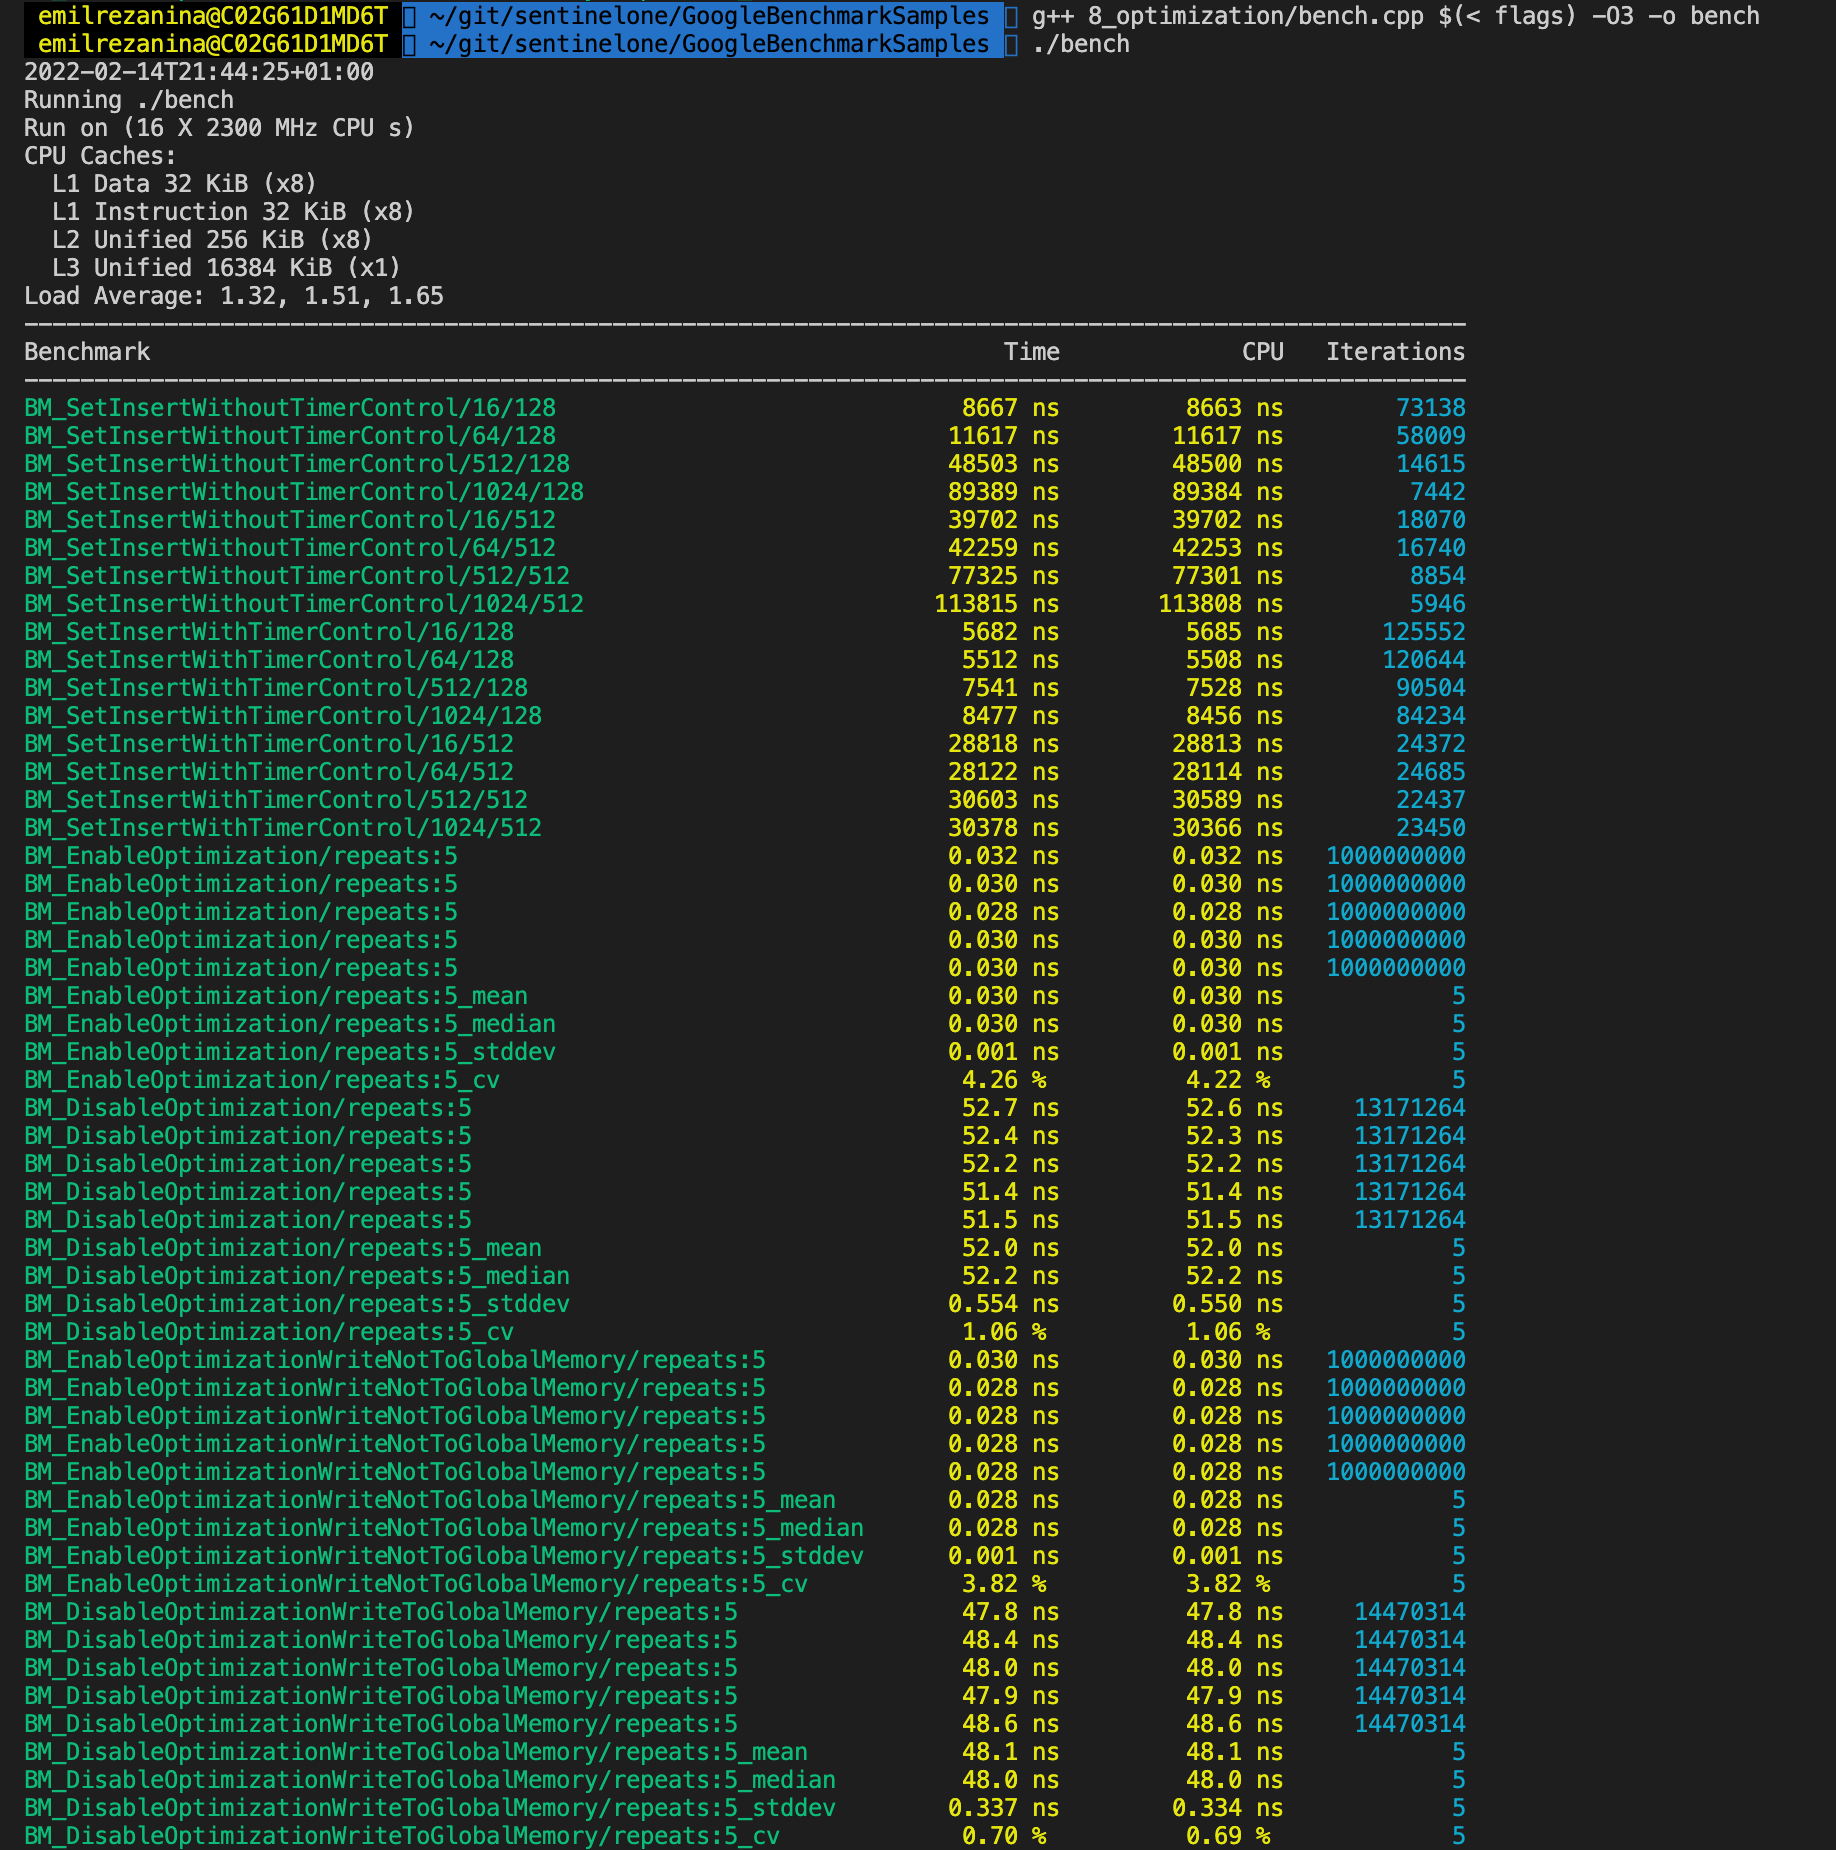 emilrezanina@C02G61D1MD6T ~/git/sentinelone/GoogleBenchmarkSamples g++ 8_optimization/bench.cpp $(< flags) -O3 -o bench
emilrezanina@C02G61D1MD6T ~/git/sentinelone/GoogleBenchmarkSamples ./bench
2022-02-14T21:44:25+01:00
Running ./bench
Run on (16 X 2300 MHz CPU s)
CPU Caches:
  L1 Data 32 KiB (x8)
  L1 Instruction 32 KiB (x8)
  L2 Unified 256 KiB (x8)
  L3 Unified 16384 KiB (x1)
Load Average: 1.32, 1.51, 1.65
Benchmark Time CPU Iterations
BM_SetInsertWithoutTimerControl/16/128 8667 ns 8663 ns 73138
BM_SetInsertWithoutTimerControl/64/128 11617 ns 11617 ns 58009
BM_SetInsertWithoutTimerControl/512/128 48503 ns 48500 ns 14615
BM_SetInsertWithoutTimerControl/1024/128 89389 ns 89384 ns 7442
BM_SetInsertWithoutTimerControl/16/512 39702 ns 39702 ns 18070
BM_SetInsertWithoutTimerControl/64/512 42259 ns 42253 ns 16740
BM_SetInsertWithoutTimerControl/512/512 77325 ns 77301 ns 8854
BM_SetInsertWithoutTimerControl/1024/512 113815 ns 113808 ns 5946
BM_SetInsertWithTimerControl/16/128 5682 ns 5685 ns 125552
BM_SetInsertWithTimerControl/64/128 5512 ns 5508 ns 120644
BM_SetInsertWithTimerControl/512/128 7541 ns 7528 ns 90504
BM_SetInsertWithTimerControl/1024/128 8477 ns 8456 ns 84234
BM_SetInsertWithTimerControl/16/512 28818 ns 28813 ns 24372
BM_SetInsertWithTimerControl/64/512 28122 ns 28114 ns 24685
BM_SetInsertWithTimerControl/512/512 30603 ns 30589 ns 22437
BM_SetInsertWithTimerControl/1024/512 30378 ns 30366 ns 23450
BM_EnableOptimization/repeats:5 0.032 ns 0.032 ns 1000000000
BM_EnableOptimization/repeats:5 0.030 ns 0.030 ns 1000000000
BM_EnableOptimization/repeats:5 0.028 ns 0.028 ns 1000000000
BM_EnableOptimization/repeats:5 0.030 ns 0.030 ns 1000000000
BM_EnableOptimization/repeats:5 0.030 ns 0.030 ns 1000000000
BM_EnableOptimization/repeats:5_mean 0.030 ns 0.030 ns 5
BM_EnableOptimization/repeats:5_median 0.030 ns 0.030 ns 5
BM_EnableOptimization/repeats:5_stddev 0.001 ns 0.001 ns 5
BM_EnableOptimization/repeats:5_cv 4.26 % 4.22 % 5
BM_DisableOptimization/repeats:5 52.7 ns 52.6 ns 13171264
BM_DisableOptimization/repeats:5 52.4 ns 52.3 ns 13171264
BM_DisableOptimization/repeats:5 52.2 ns 52.2 ns 13171264
BM_DisableOptimization/repeats:5 51.4 ns 51.4 ns 13171264
BM_DisableOptimization/repeats:5 51.5 ns 51.5 ns 13171264
BM_DisableOptimization/repeats:5_mean 52.0 ns 52.0 ns 5
BM_DisableOptimization/repeats:5_median 52.2 ns 52.2 ns 5
BM_DisableOptimization/repeats:5_stddev 0.554 ns 0.550 ns 5
BM_DisableOptimization/repeats:5_cv 1.06 % 1.06 % 5
BM_EnableOptimizationWriteNotToGlobalMemory/repeats:5 0.030 ns 0.030 ns 1000000000
BM_EnableOptimizationWriteNotToGlobalMemory/repeats:5 0.028 ns 0.028 ns 1000000000
BM_EnableOptimizationWriteNotToGlobalMemory/repeats:5 0.028 ns 0.028 ns 1000000000
BM_EnableOptimizationWriteNotToGlobalMemory/repeats:5 0.028 ns 0.028 ns 1000000000
BM_EnableOptimizationWriteNotToGlobalMemory/repeats:5 0.028 ns 0.028 ns 1000000000
BM_EnableOptimizationWriteNotToGlobalMemory/repeats:5_mean 0.028 ns 0.028 ns 5
BM_EnableOptimizationWriteNotToGlobalMemory/repeats:5_median 0.028 ns 0.028 ns 5
BM_EnableOptimizationWriteNotToGlobalMemory/repeats:5_stddev 0.001 ns 0.001 ns 5
BM_EnableOptimizationWriteNotToGlobalMemory/repeats:5_cv 3.82 % 3.82 % 5
BM_DisableOptimizationWriteToGlobalMemory/repeats:5 47.8 ns 47.8 ns 14470314
BM_DisableOptimizationWriteToGlobalMemory/repeats:5 48.4 ns 48.4 ns 14470314
BM_DisableOptimizationWriteToGlobalMemory/repeats:5 48.0 ns 48.0 ns 14470314
BM_DisableOptimizationWriteToGlobalMemory/repeats:5 47.9 ns 47.9 ns 14470314
BM_DisableOptimizationWriteToGlobalMemory/repeats:5 48.6 ns 48.6 ns 14470314
BM_DisableOptimizationWriteToGlobalMemory/repeats:5_mean 48.1 ns 48.1 ns 5
BM_DisableOptimizationWriteToGlobalMemory/repeats:5_median 48.0 ns 48.0 ns 5
BM_DisableOptimizationWriteToGlobalMemory/repeats:5_stddev 0.337 ns 0.334 ns 5
BM_DisableOptimizationWriteToGlobalMemory/repeats:5_cv 0.70 % 0.69 % 5